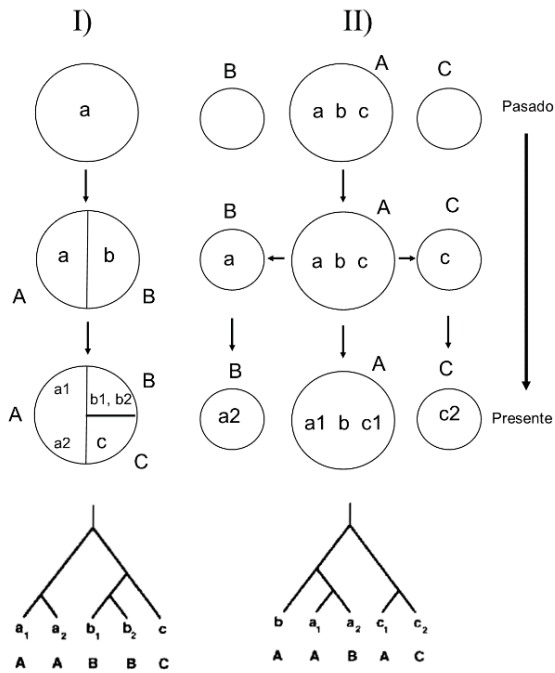 I) II)
B A C
a a b c Pasado
B A C
a b a a b c c
A B
B A C
a1 b1, b2 B
A a2 a1 b c1 c2 Presente
a2 c
C
a1 a2 b1 b2 c
A A B B C
b a1 a2 c1 c2
A A B A C